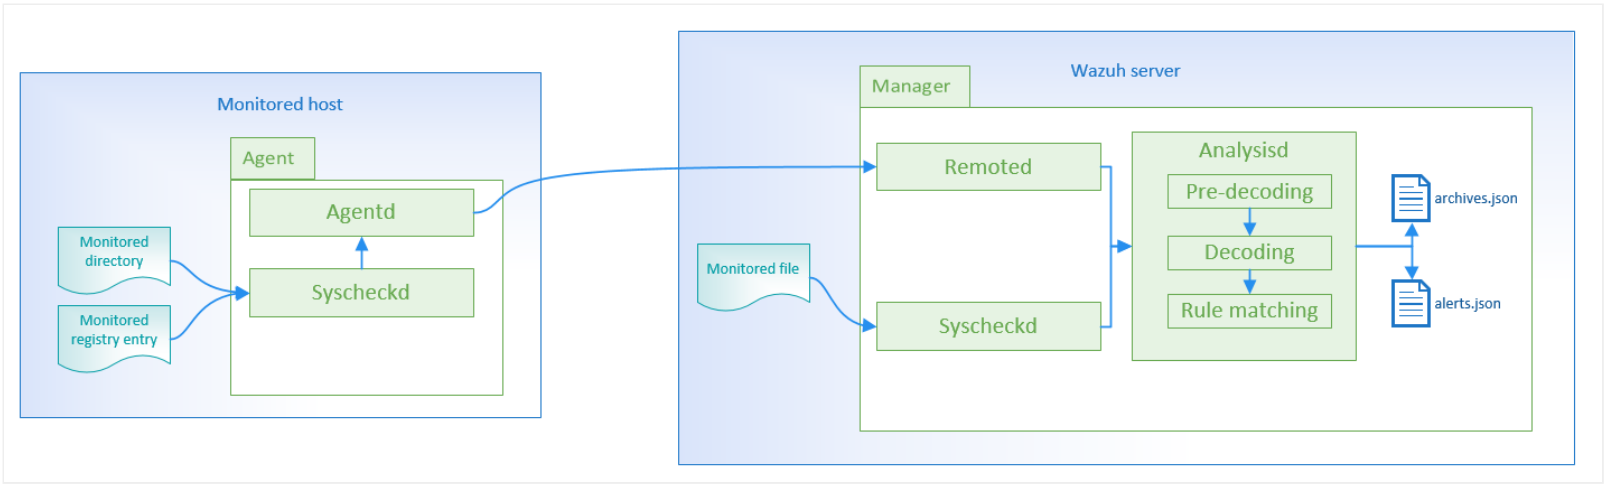 Monitored host
Agent
Agentd
Monitored
directory
Syscheckd
Monitored
registry entry
Wazuh server
Manager
Remoted
Monitored file
Syscheckd
Analysisd
Pre-decoding
Decoding
Rule matching
archives.json
alerts.json